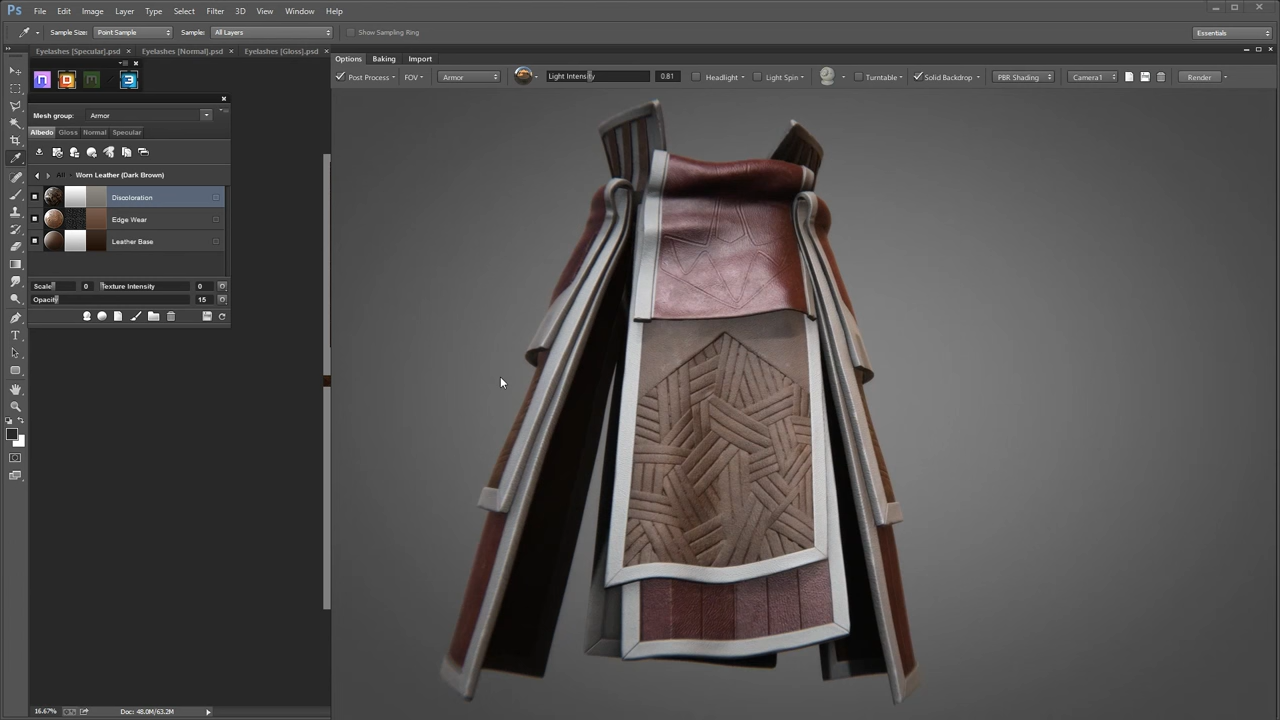 Ps File Edit Image Layer Type Select Filter 3D View Window Help
Sample Size: Point Sample Sample: All Layers Show Sampling Ring Essentials
Eyelashes [Specular].psd × Eyelashes [Normal].psd × Eyelashes [Gloss].psd ×
Options Baking Import
Post Process FOV Armor Light Intensity 0.81 Headlight Light Spin Turntable Solid Backdrop PBR Shading Camera1 Render
Mesh group: Armor
Albedo Gloss Normal Specular
All Worn Leather (Dark Brown)
Discoloration
Edge Wear
Leather Base
Scale 0 Texture Intensity 0
Opacity 15
16.67% Doc: 48.0M/63.2M